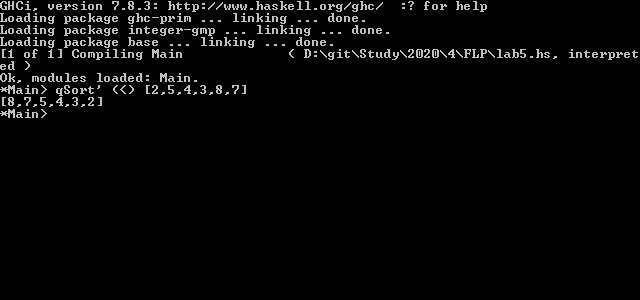 GHCi, version 7.8.3: http://www.haskell.org/ghc/  :? for help
Loading package ghc-prim ... linking ... done.
Loading package integer-gmp ... linking ... done.
Loading package base ... linking ... done.
[1 of 1] Compiling Main             ( D:\git\Study\2020\4\FLP\lab5.hs, interpret
ed )
Ok, modules loaded: Main.
*Main> qSort' (<) [2,5,4,3,8,7]
[8,7,5,4,3,2]
*Main>